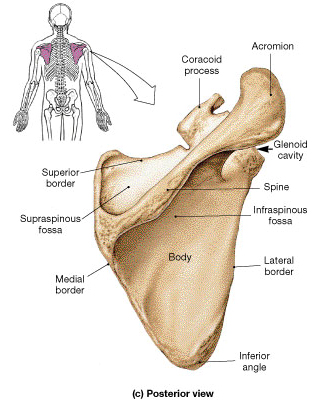 Acromion
Coracoid
process
Glenoid
cavity
Superior
border
Spine
Supraspinous
fossa
Infraspinous
fossa
Body
Medial
border
Lateral
border
Inferior
angle
(c) Posterior view